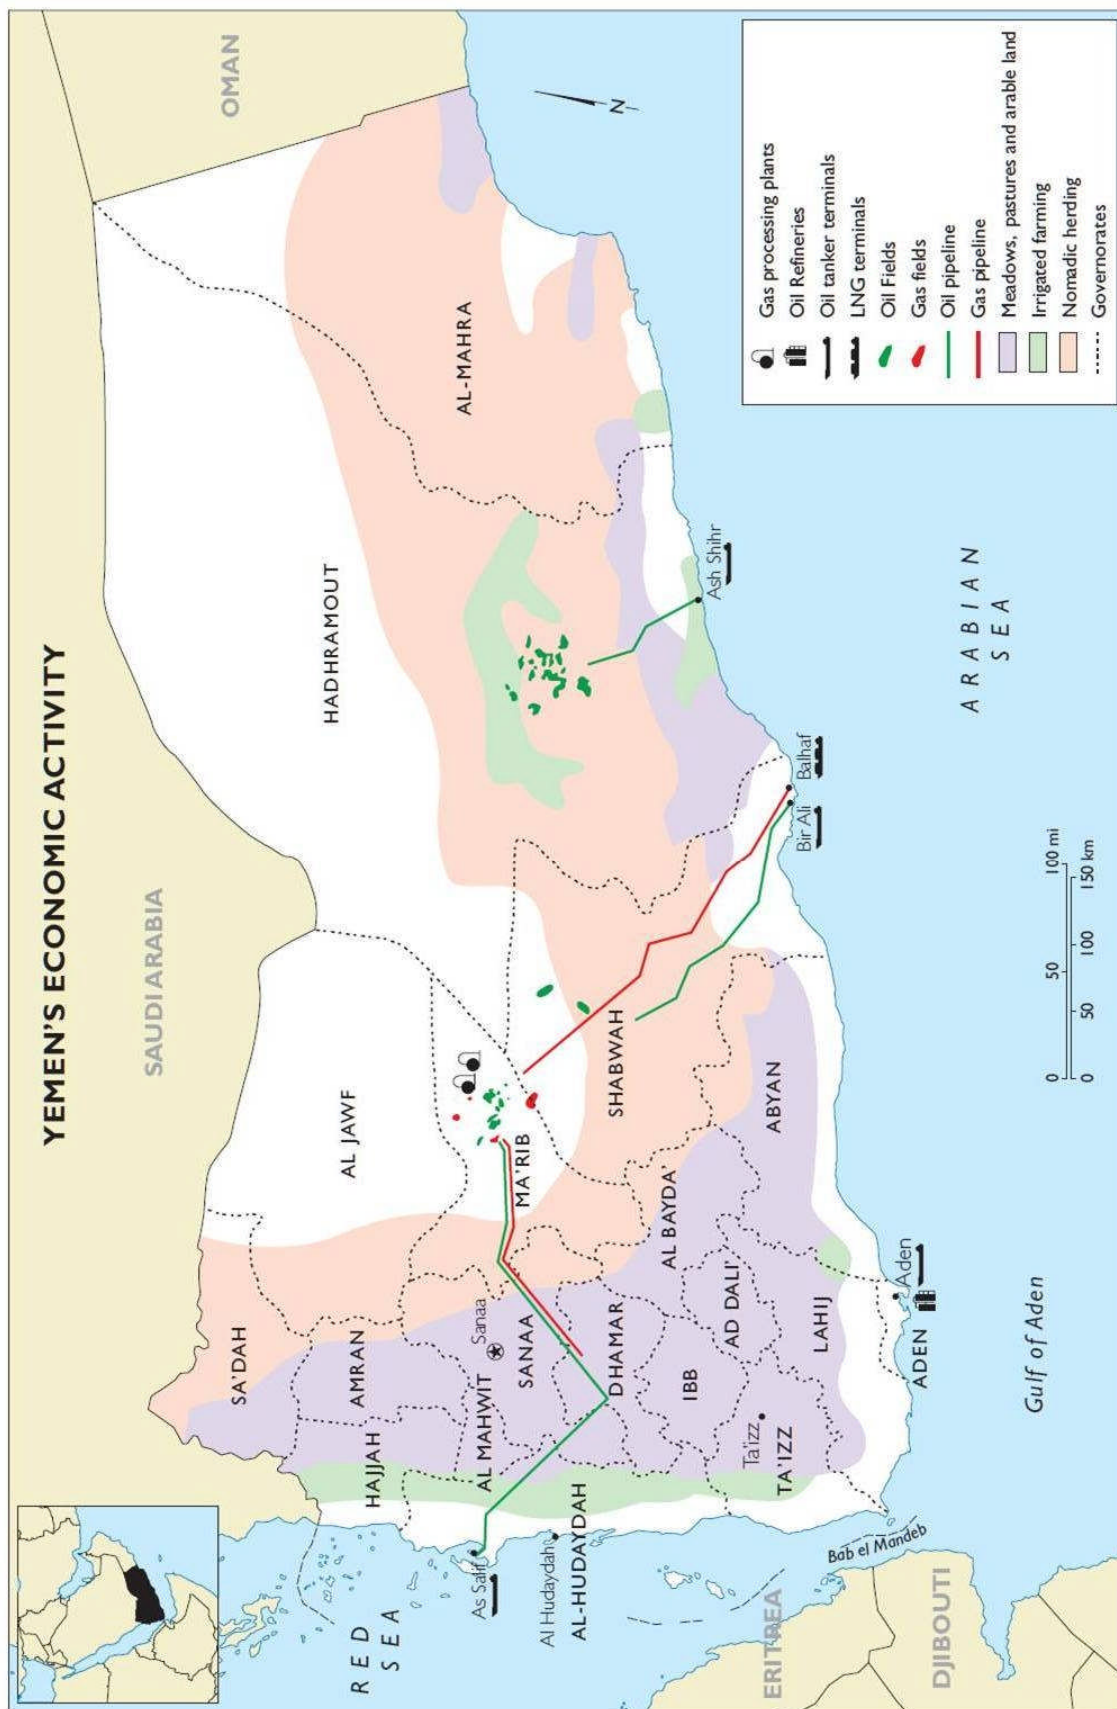 YEMEN'S ECONOMIC ACTIVITY
SAUDI ARABIA
OMAN
HADHRAMOUT
AL JAWF
SA'DAH
AMRAN
HAJJAH
AL MAHWIT
Sanaa
SANAA
MA'RIB
AL-MAHRA
SHABWAH
DHAMAR
AL BAYDA'
IBB
AD DALI'
ABYAN
LAHIJ
Ta'izz
TA'IZZ
Aden
ADEN
RED
SEA
As Salif
Al Hudaydah
AL-HUDAYDAH
Bab el Mandeb
ERITREA
DJIBOUTI
Ash Shihr
Balhaf
Bir Ali
ARABIAN
SEA
Gulf of Aden
0 50 100 mi
0 50 100 150 km
N
Gas processing plants
Oil Refineries
Oil tanker terminals
LNG terminals
Oil Fields
Gas fields
Oil pipeline
Gas pipeline
Meadows, pastures and arable land
Irrigated farming
Nomadic herding
Governorates